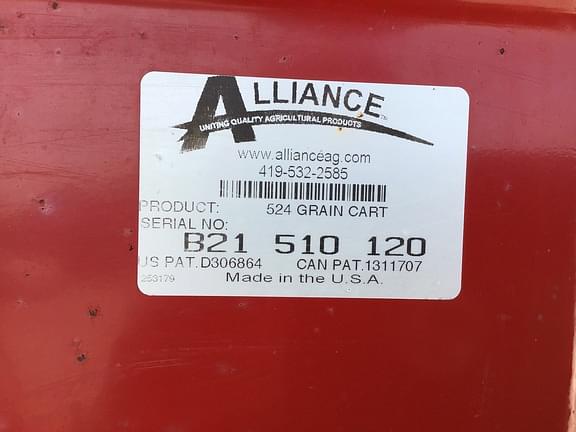 ALLIANCE™
UNITING QUALITY AGRICULTURAL PRODUCTS
www.allianceag.com
419-532-2585
PRODUCT: 524 GRAIN CART
SERIAL NO:
B21 510 120
US PAT.D306864 CAN PAT.1311707
253179 Made in the U.S.A.